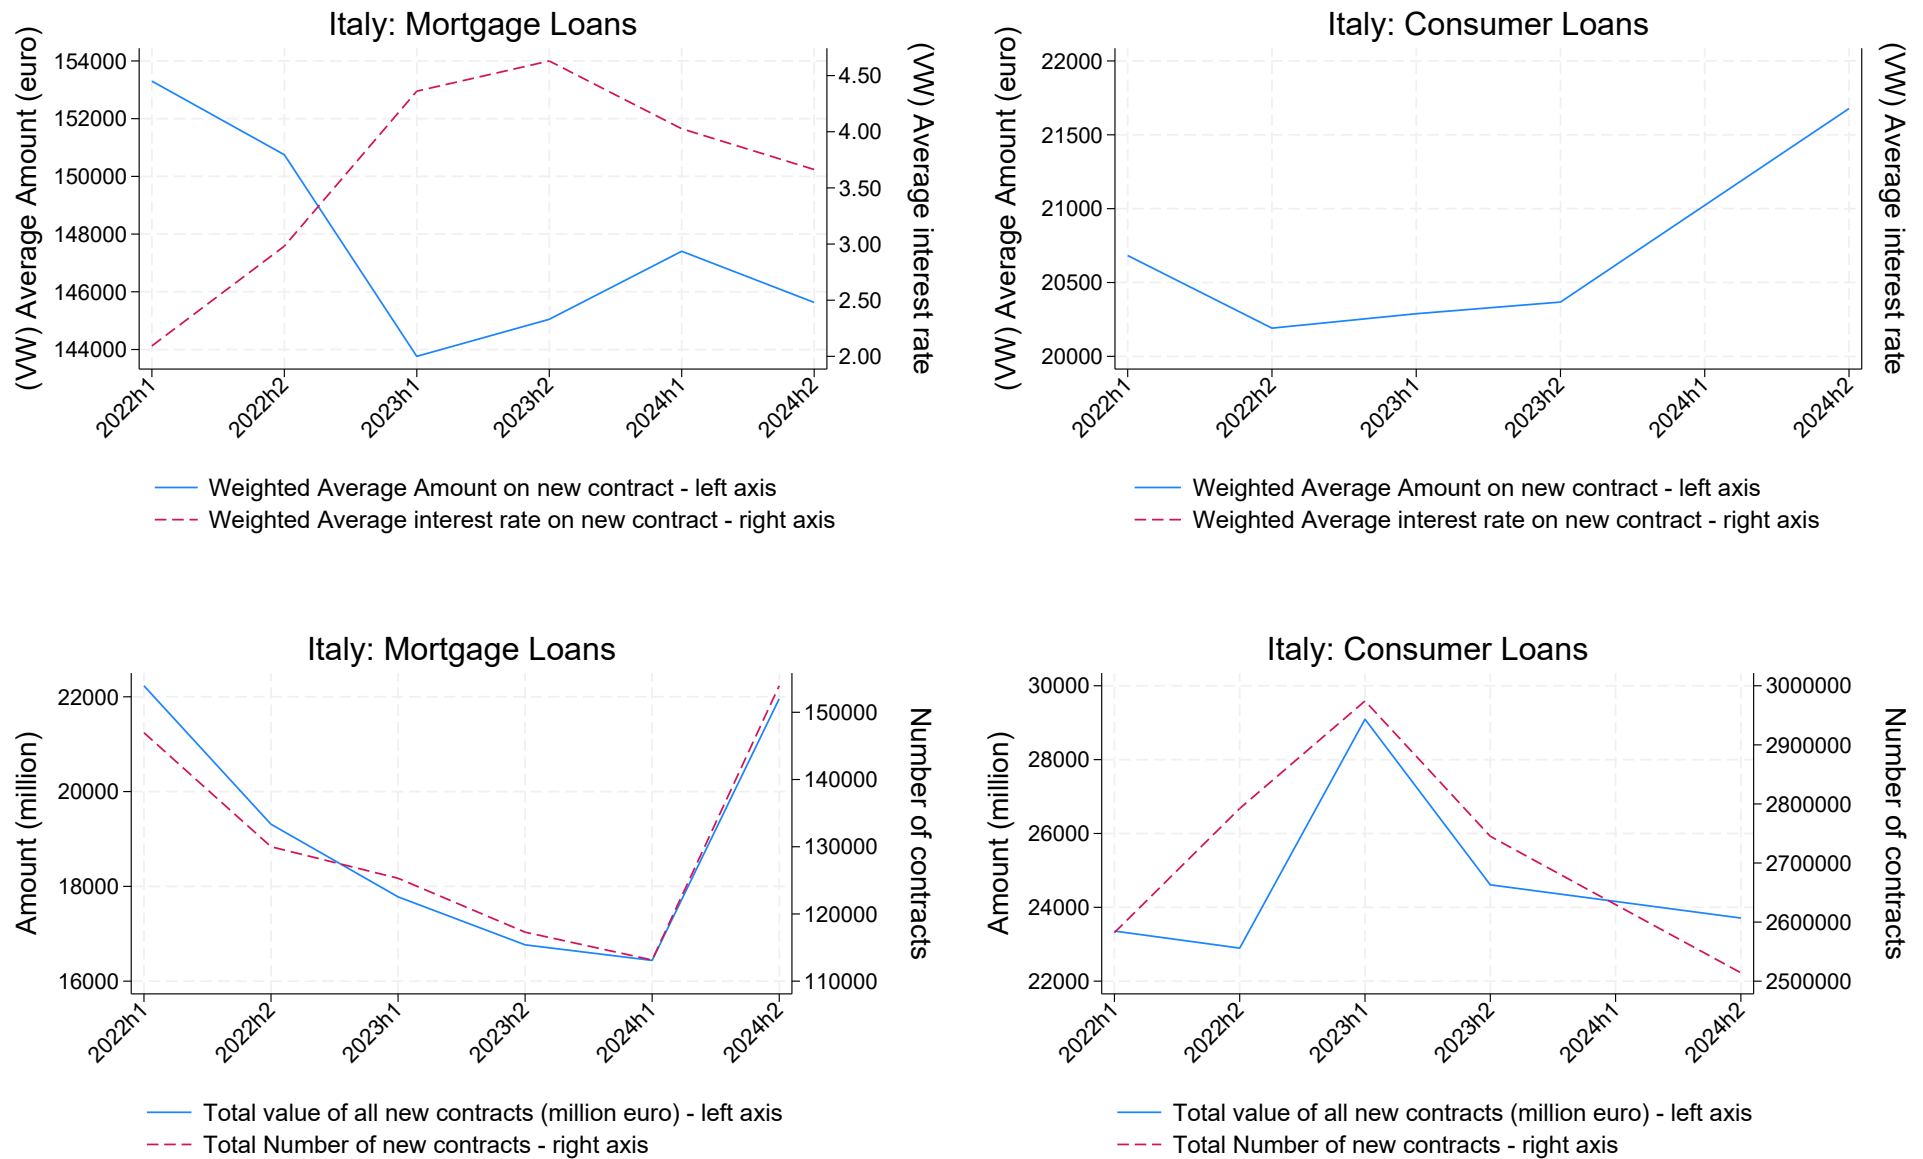 Italy: Mortgage Loans
(VW) Average Amount (euro)
154000
152000
150000
148000
146000
144000
4.50
4.00
3.50
3.00
2.50
2.00
(VW) Average interest rate
2022h1
2022h2
2023h1
2023h2
2024h1
2024h2
Weighted Average Amount on new contract - left axis
Weighted Average interest rate on new contract - right axis
Italy: Consumer Loans
(VW) Average Amount (euro)
22000
21500
21000
20500
20000
(VW) Average interest rate
2022h1
2022h2
2023h1
2023h2
2024h1
2024h2
Weighted Average Amount on new contract - left axis
Weighted Average interest rate on new contract - right axis
Italy: Mortgage Loans
Amount (million)
22000
20000
18000
16000
150000
140000
130000
120000
110000
Number of contracts
2022h1
2022h2
2023h1
2023h2
2024h1
2024h2
Total value of all new contracts (million euro) - left axis
Total Number of new contracts - right axis
Italy: Consumer Loans
Amount (million)
30000
28000
26000
24000
22000
3000000
2900000
2800000
2700000
2600000
2500000
Number of contracts
2022h1
2022h2
2023h1
2023h2
2024h1
2024h2
Total value of all new contracts (million euro) - left axis
Total Number of new contracts - right axis